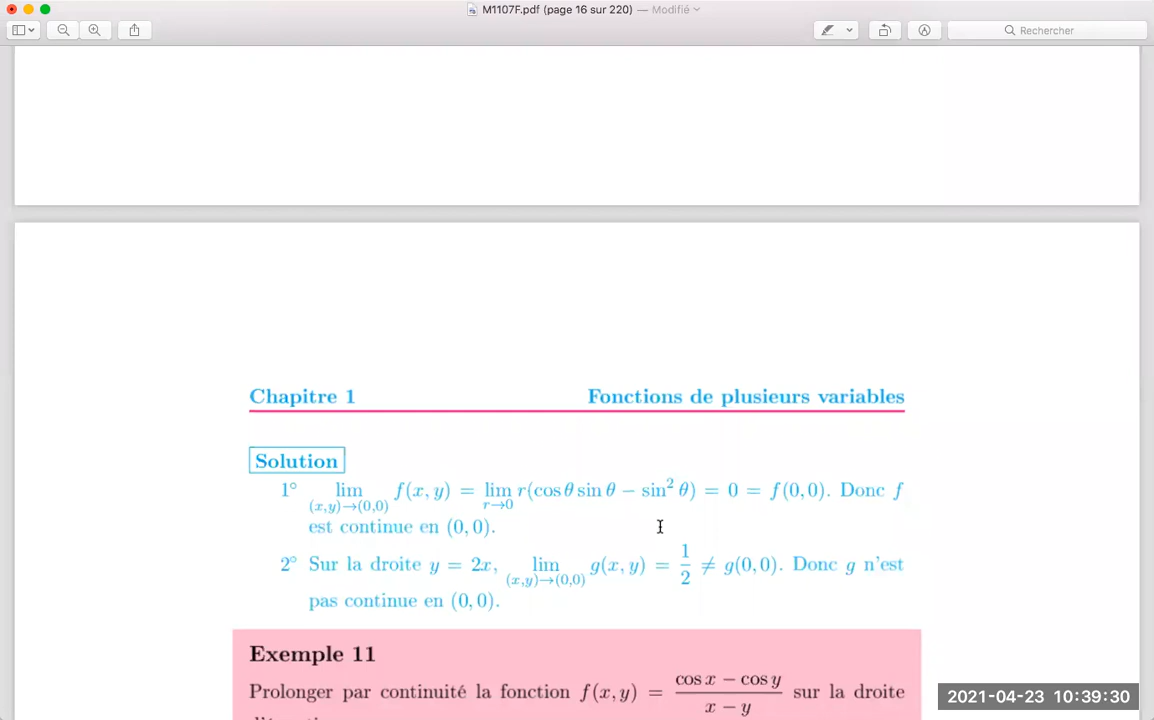 M1107F.pdf (page 16 sur 220) — Modifié
Rechercher
Chapitre 1 Fonctions de plusieurs variables
Solution
1° lim_{(x,y)→(0,0)} f(x, y) = lim_{r→0} r(cos θ sin θ − sin² θ) = 0 = f(0, 0). Donc f
est continue en (0, 0).
2° Sur la droite y = 2x, lim_{(x,y)→(0,0)} g(x, y) = 1/2 ≠ g(0, 0). Donc g n'est
pas continue en (0, 0).
Exemple 11
Prolonger par continuité la fonction f(x, y) = (cos x − cos y)/(x − y) sur la droite
2021-04-23 10:39:30